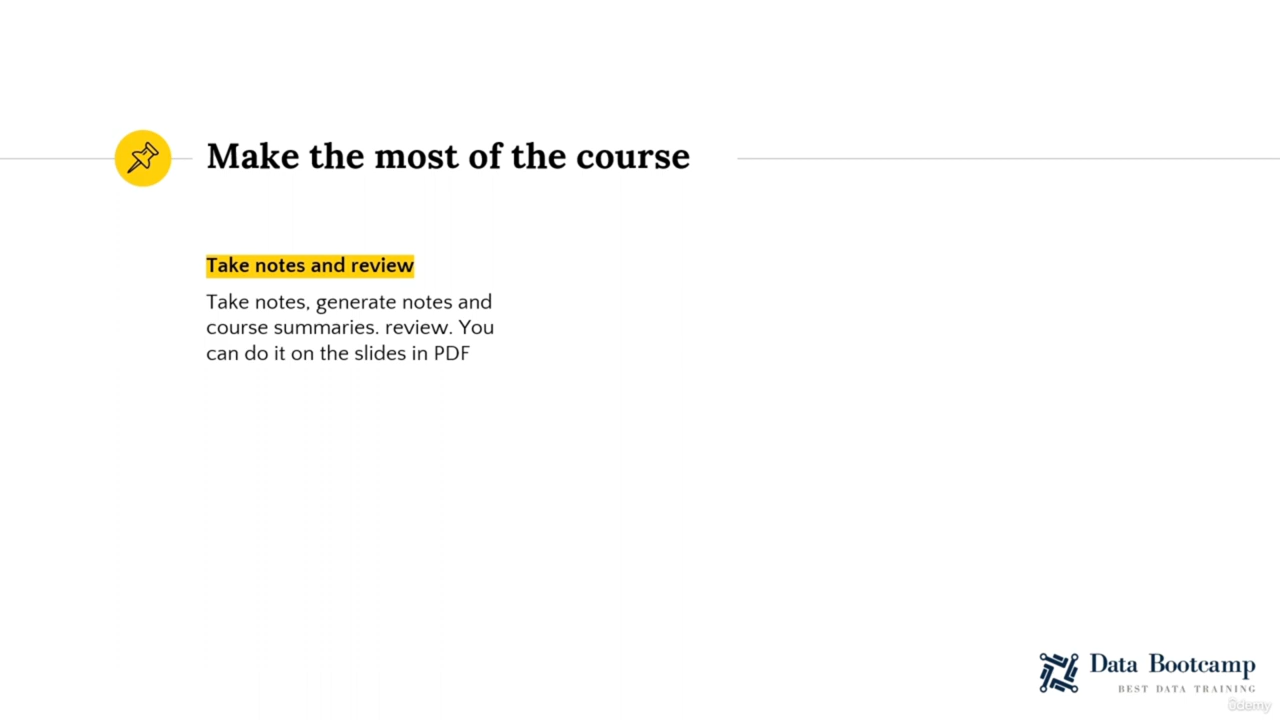 Make the most of the course
Take notes and review
Take notes, generate notes and
course summaries. review. You
can do it on the slides in PDF
Data Bootcamp
BEST DATA TRAINING
ûdemy